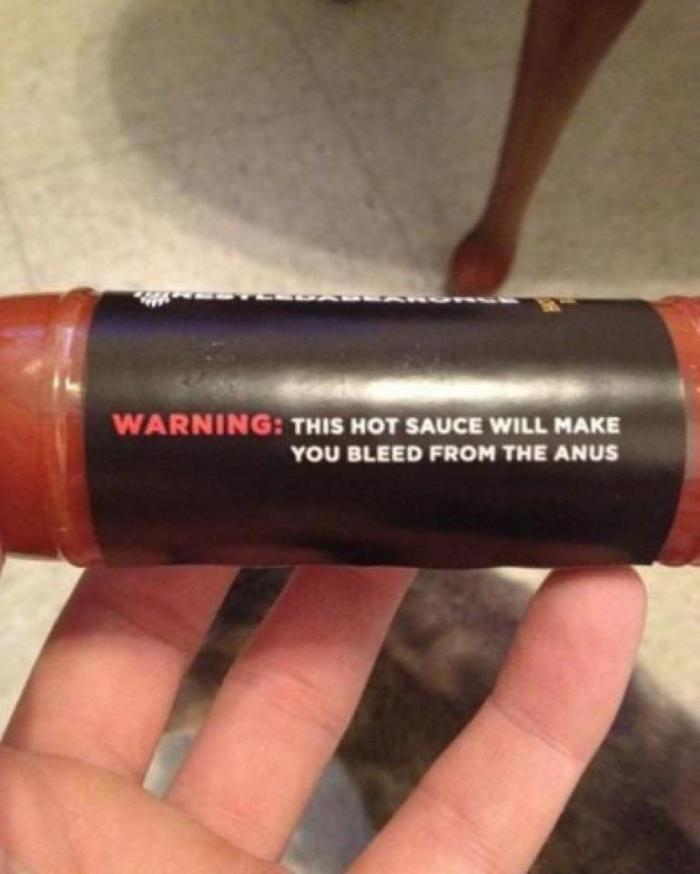 WARNING: THIS HOT SAUCE WILL MAKE
YOU BLEED FROM THE ANUS